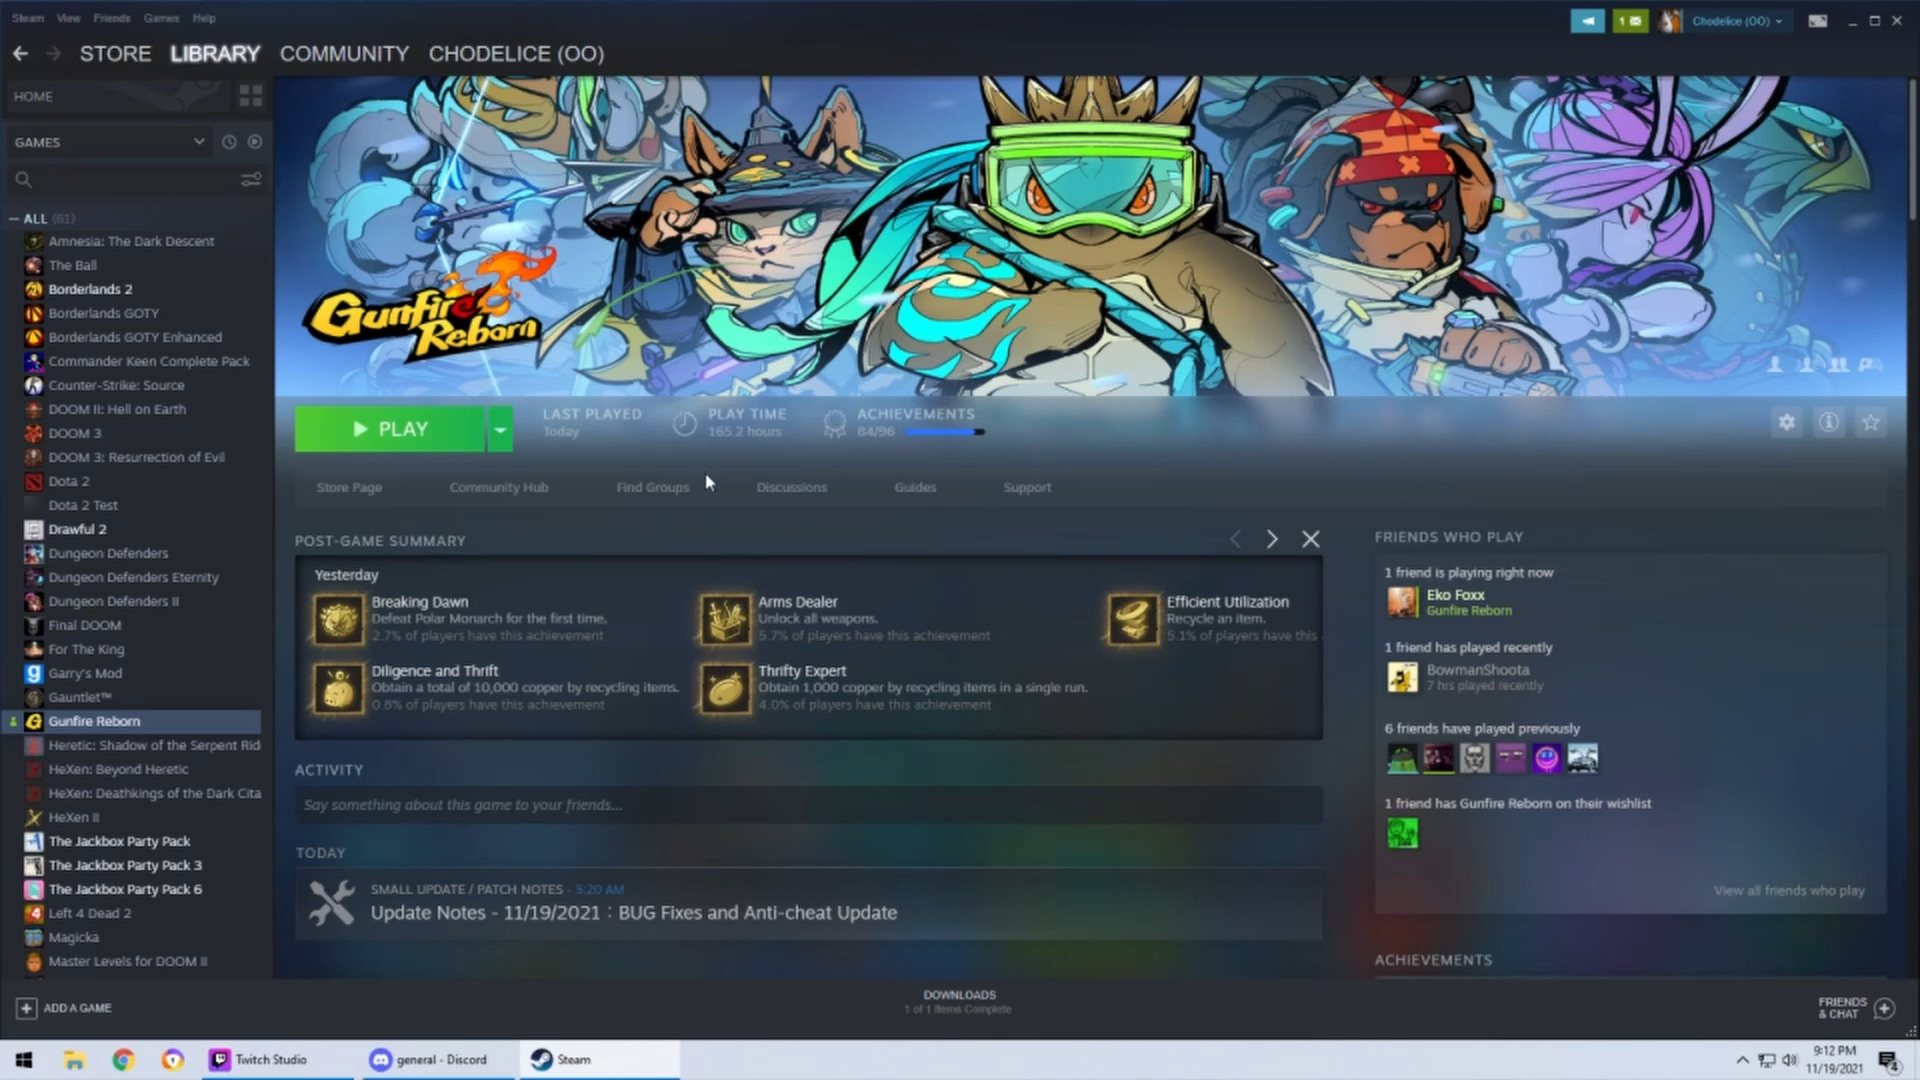 Steam View Friends Games Help
1
Chodelice (OO)
STORE LIBRARY COMMUNITY CHODELICE (OO)
HOME
GAMES
— ALL (61)
Amnesia: The Dark Descent
The Ball
Borderlands 2
Borderlands GOTY
Borderlands GOTY Enhanced
Commander Keen Complete Pack
Counter-Strike: Source
DOOM II: Hell on Earth
DOOM 3
DOOM 3: Resurrection of Evil
Dota 2
Dota 2 Test
Drawful 2
Dungeon Defenders
Dungeon Defenders Eternity
Dungeon Defenders II
Final DOOM
For The King
Garry's Mod
Gauntlet™
Gunfire Reborn
Heretic: Shadow of the Serpent Rid
HeXen: Beyond Heretic
HeXen: Deathkings of the Dark Cita
HeXen II
The Jackbox Party Pack
The Jackbox Party Pack 3
The Jackbox Party Pack 6
Left 4 Dead 2
Magicka
Master Levels for DOOM II
ADD A GAME
Gunfire
Reborn
PLAY
LAST PLAYED
Today
PLAY TIME
165.2 hours
ACHIEVEMENTS
84/96
Store Page Community Hub Find Groups Discussions Guides Support
POST-GAME SUMMARY
Yesterday
Breaking Dawn
Defeat Polar Monarch for the first time.
2.7% of players have this achievement
Arms Dealer
Unlock all weapons.
5.7% of players have this achievement
Efficient Utilization
Recycle an item.
5.1% of players have this
Diligence and Thrift
Obtain a total of 10,000 copper by recycling items.
0.8% of players have this achievement
Thrifty Expert
Obtain 1,000 copper by recycling items in a single run.
4.0% of players have this achievement
ACTIVITY
Say something about this game to your friends...
TODAY
SMALL UPDATE / PATCH NOTES - 5:20 AM
Update Notes - 11/19/2021：BUG Fixes and Anti-cheat Update
FRIENDS WHO PLAY
1 friend is playing right now
Eko Foxx
Gunfire Reborn
1 friend has played recently
BowmanShoota
7 hrs played recently
6 friends have played previously
1 friend has Gunfire Reborn on their wishlist
View all friends who play
ACHIEVEMENTS
DOWNLOADS
1 of 1 Items Complete
FRIENDS
& CHAT
Twitch Studio
general - Discord
Steam
9:12 PM
11/19/2021
4